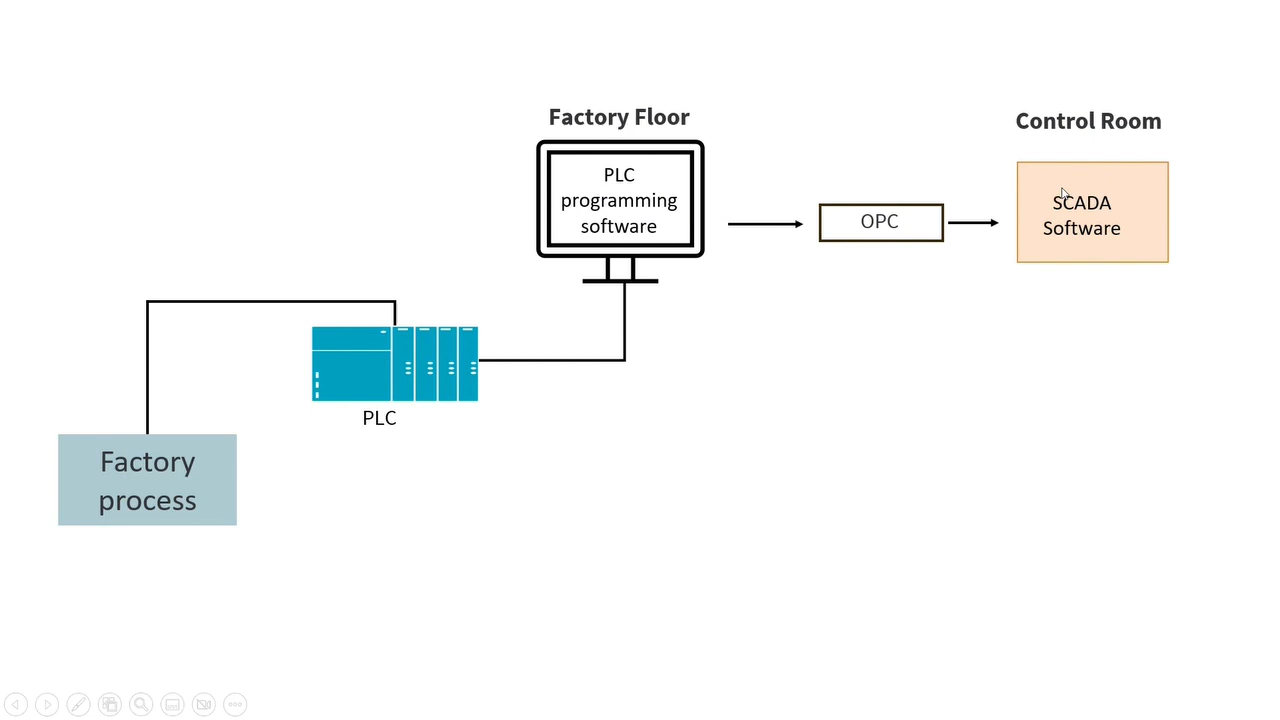 Factory Floor
Control Room
PLC
programming
software
OPC
SCADA
Software
PLC
Factory
process